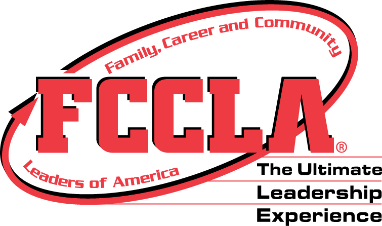 Family, Career and Community
FCCLA®
Leaders of America
The Ultimate
Leadership
Experience